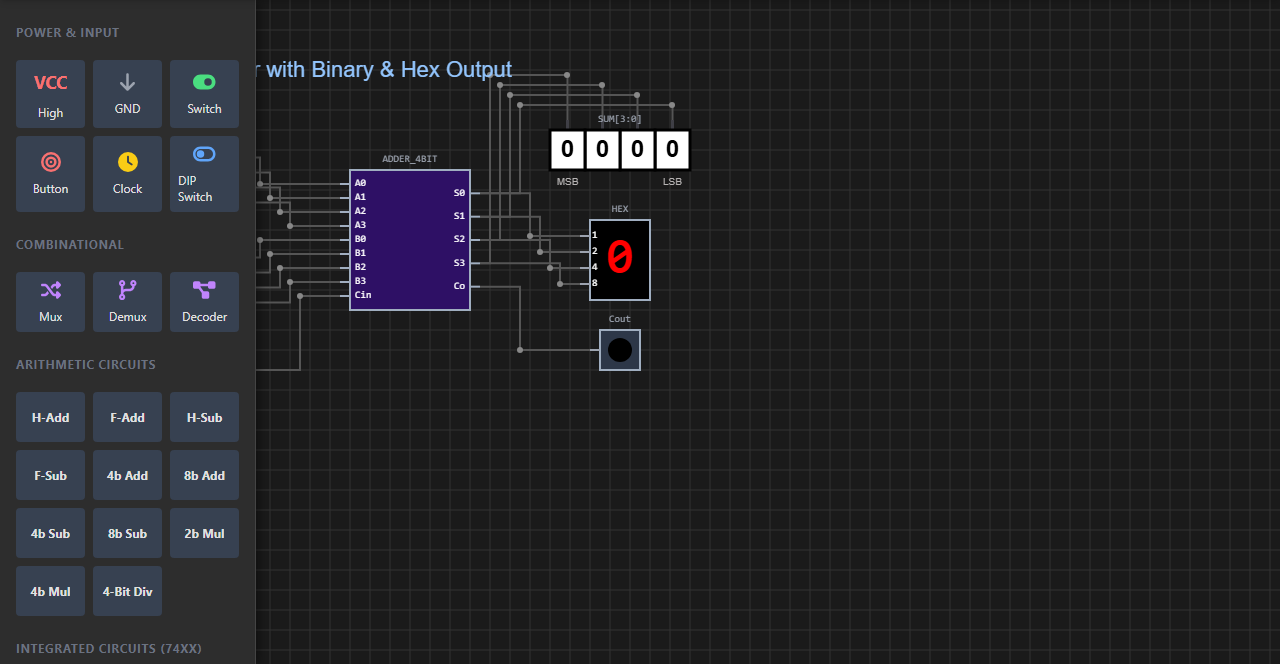 POWER & INPUT
VCC
High
GND
Switch
Button
Clock
DIP
Switch
COMBINATIONAL
Mux
Demux
Decoder
ARITHMETIC CIRCUITS
H-Add
F-Add
H-Sub
F-Sub
4b Add
8b Add
4b Sub
8b Sub
2b Mul
4b Mul
4-Bit Div
INTEGRATED CIRCUITS (74XX)
r with Binary & Hex Output
SUM[3:0]
0 0 0 0
MSB
LSB
ADDER_4BIT
A0
A1
A2
A3
B0
B1
B2
B3
Cin
S0
S1
S2
S3
Co
HEX
1
2
4
8
0
Cout